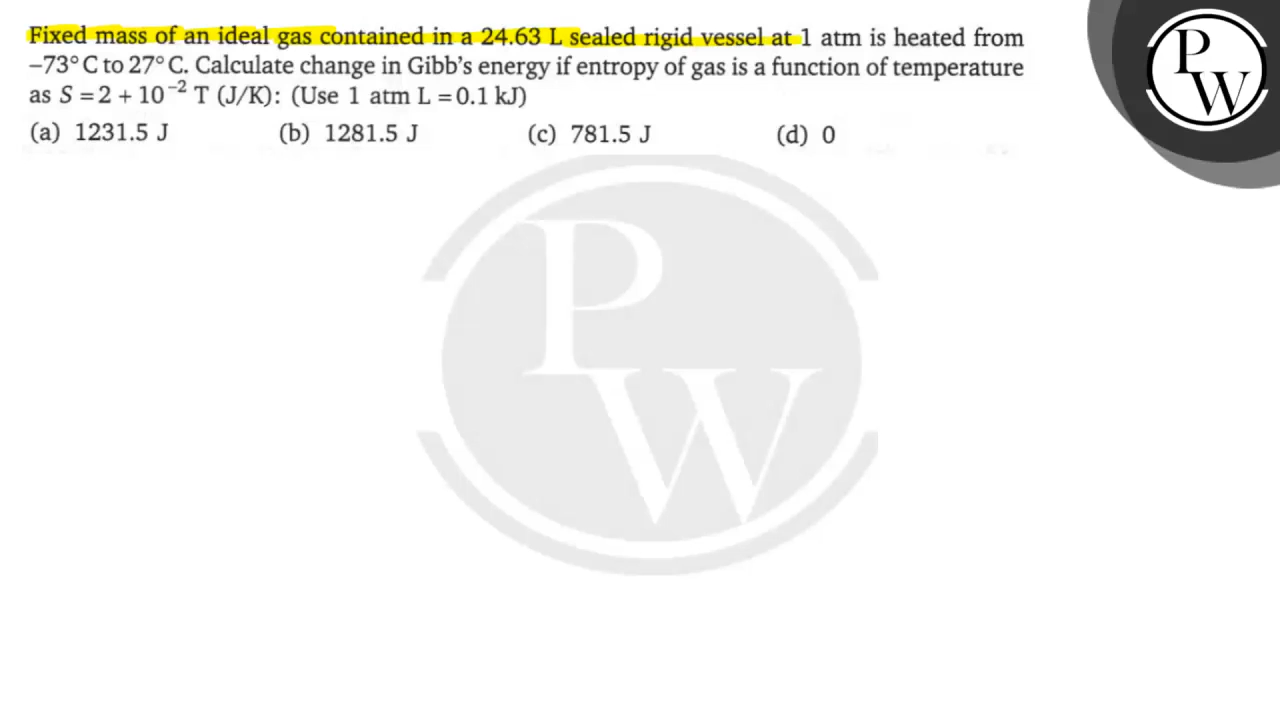 Fixed mass of an ideal gas contained in a 24.63 L sealed rigid vessel at 1 atm is heated from
–73° C to 27° C. Calculate change in Gibb's energy if entropy of gas is a function of temperature
as S = 2 + 10⁻² T (J/K): (Use 1 atm L = 0.1 kJ)
(a) 1231.5 J (b) 1281.5 J (c) 781.5 J (d) 0
P
W
P
W